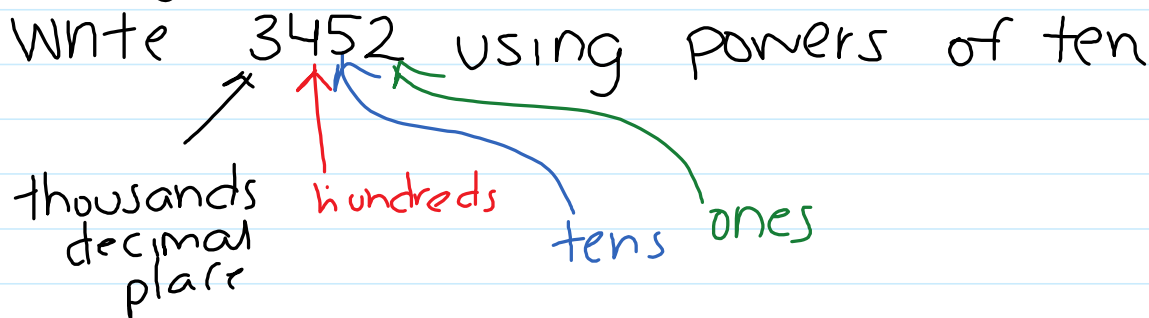 Write 3452 using powers of ten
thousands
decimal
place
hundreds
tens
ones